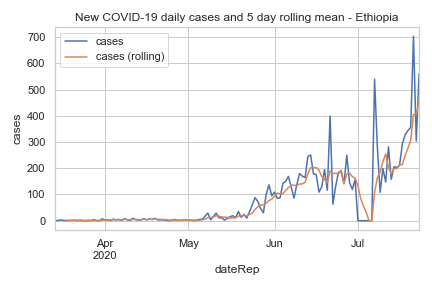 New COVID-19 daily cases and 5 day rolling mean - Ethiopia
cases
cases (rolling)
700
600
500
400
300
200
100
0
cases
Apr
2020
May
Jun
Jul
dateRep